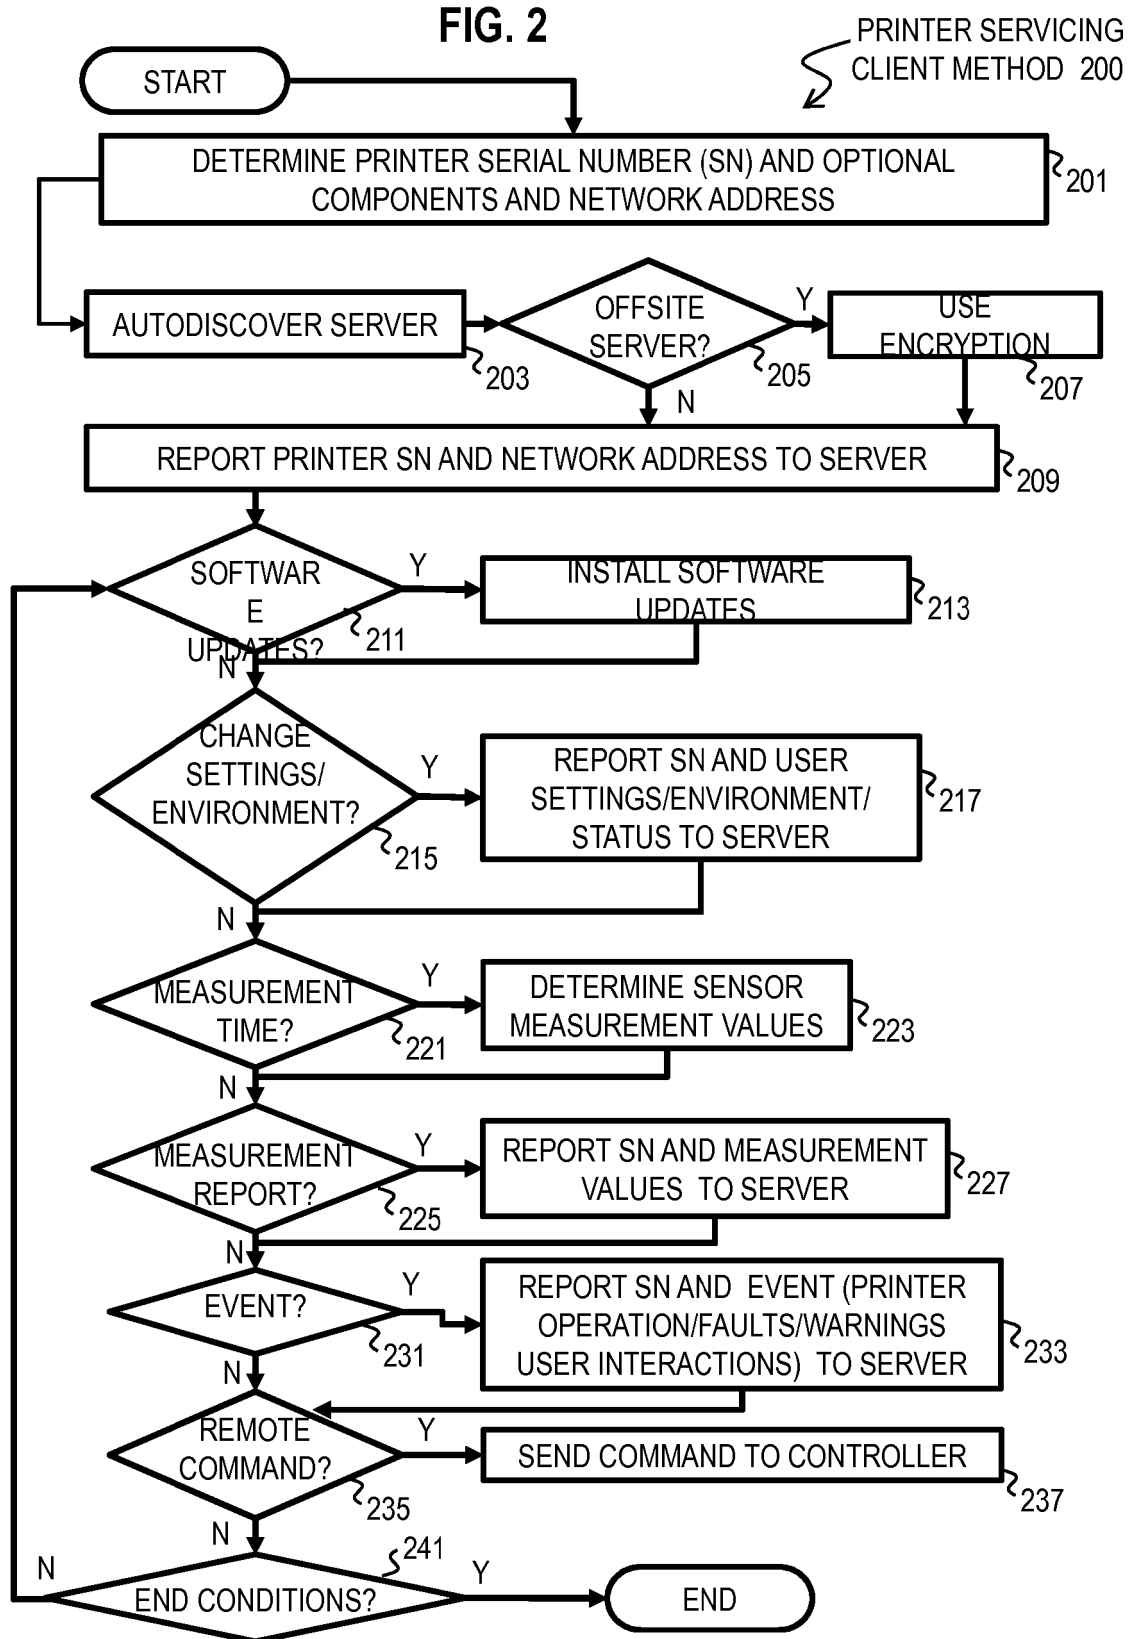 FIG. 2
PRINTER SERVICING
CLIENT METHOD 200
START
DETERMINE PRINTER SERIAL NUMBER (SN) AND OPTIONAL
COMPONENTS AND NETWORK ADDRESS
201
AUTODISCOVER SERVER
203
OFFSITE
SERVER?
205
Y
USE
ENCRYPTION
207
N
REPORT PRINTER SN AND NETWORK ADDRESS TO SERVER
209
SOFTWAR
E
UPDATES?
211
Y
INSTALL SOFTWARE
UPDATES
213
N
CHANGE
SETTINGS/
ENVIRONMENT?
215
Y
REPORT SN AND USER
SETTINGS/ENVIRONMENT/
STATUS TO SERVER
217
N
MEASUREMENT
TIME?
221
Y
DETERMINE SENSOR
MEASUREMENT VALUES
223
N
MEASUREMENT
REPORT?
225
Y
REPORT SN AND MEASUREMENT
VALUES TO SERVER
227
N
EVENT?
231
Y
REPORT SN AND EVENT (PRINTER
OPERATION/FAULTS/WARNINGS
USER INTERACTIONS) TO SERVER
233
N
REMOTE
COMMAND?
235
Y
SEND COMMAND TO CONTROLLER
237
N
241
N
END CONDITIONS?
Y
END